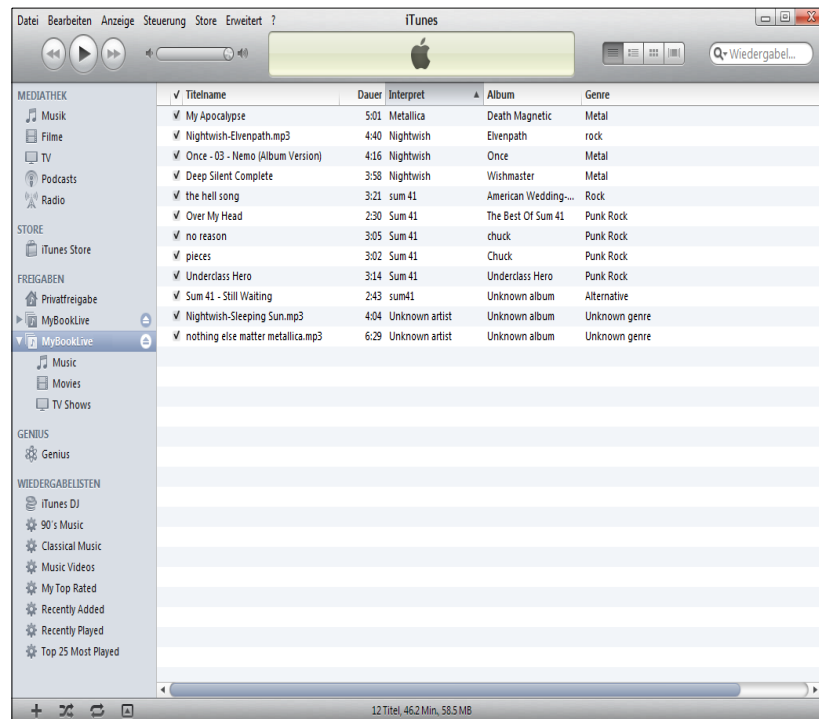 iTunes
Datei Bearbeiten Anzeige Steuerung Store Erweitert ?
Wiedergabel...
MEDIATHEK
Musik
Filme
TV
Podcasts
Radio
STORE
iTunes Store
FREIGABEN
Privatfreigabe
MyBookLive
MyBookLive
Music
Movies
TV Shows
GENIUS
Genius
WIEDERGABELISTEN
iTunes DJ
90's Music
Classical Music
Music Videos
My Top Rated
Recently Added
Recently Played
Top 25 Most Played
√ Titelname Dauer Interpret Album Genre
√ My Apocalypse 5:01 Metallica Death Magnetic Metal
√ Nightwish-Elvenpath.mp3 4:40 Nightwish Elvenpath rock
√ Once - 03 - Nemo (Album Version) 4:16 Nightwish Once Metal
√ Deep Silent Complete 3:58 Nightwish Wishmaster Metal
√ the hell song 3:21 sum 41 American Wedding-... Rock
√ Over My Head 2:30 Sum 41 The Best Of Sum 41 Punk Rock
√ no reason 3:05 Sum 41 chuck Punk Rock
√ pieces 3:02 Sum 41 Chuck Punk Rock
√ Underclass Hero 3:14 Sum 41 Underclass Hero Punk Rock
√ Sum 41 - Still Waiting 2:43 sum41 Unknown album Alternative
√ Nightwish-Sleeping Sun.mp3 4:04 Unknown artist Unknown album Unknown genre
√ nothing else matter metallica.mp3 6:29 Unknown artist Unknown album Unknown genre
12 Titel, 46.2 Min., 58.5 MB